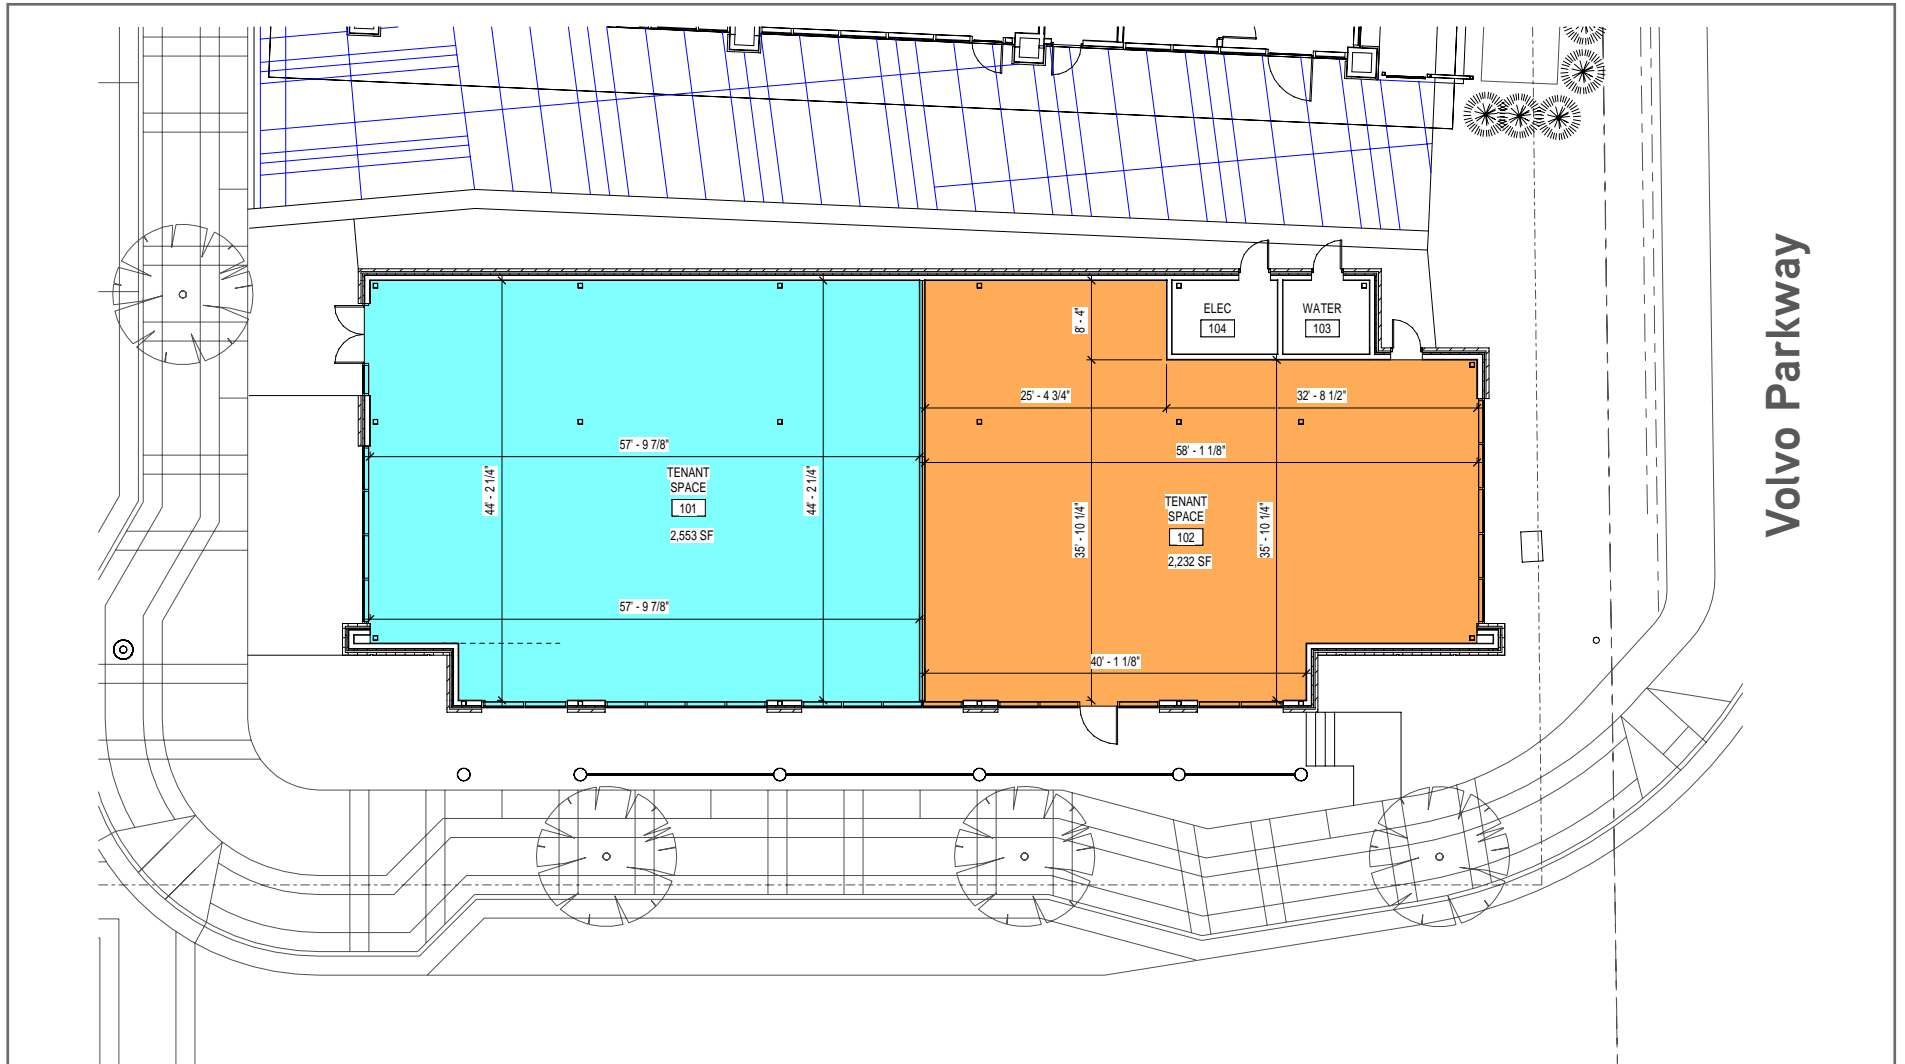 ELEC
104
WATER
103
8' - 4"
25' - 4 3/4"
32' - 8 1/2"
57' - 9 7/8"
58' - 1 1/8"
44' - 2 1/4"
TENANT
SPACE
101
2,553 SF
44' - 2 1/4"
35' - 10 1/4"
TENANT
SPACE
102
2,232 SF
35' - 10 1/4"
57' - 9 7/8"
40' - 1 1/8"
Volvo Parkway